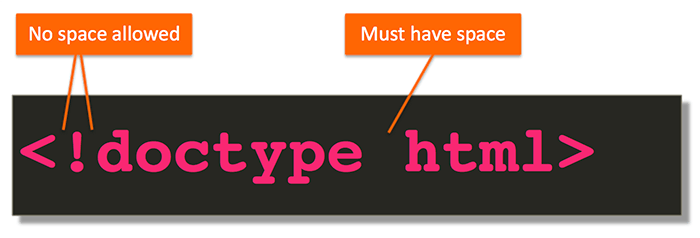 No space allowed
Must have space
<!doctype html>